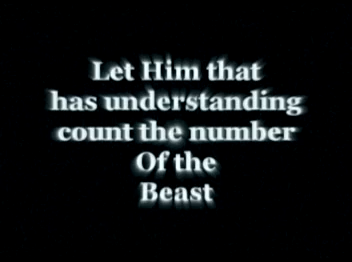 Let Him that
has understanding
count the number
Of the
Beast